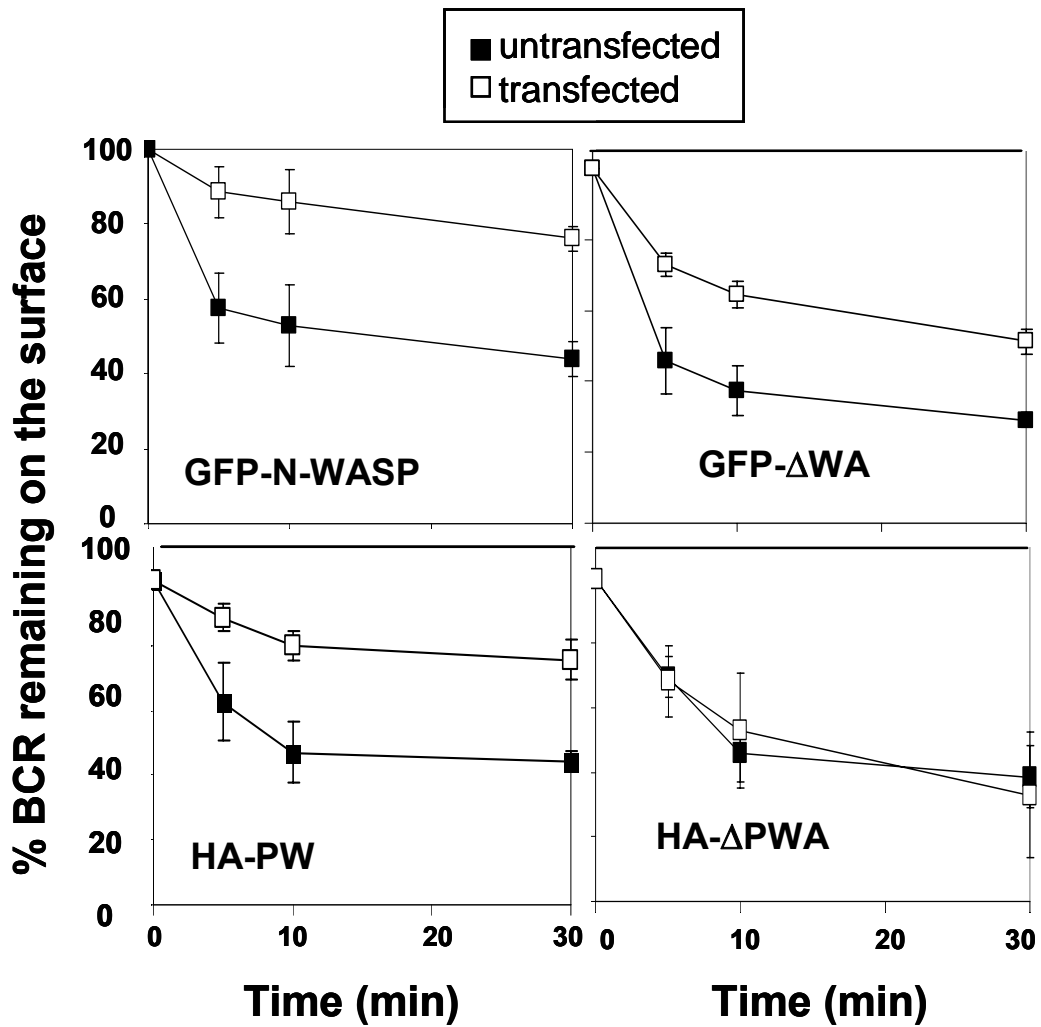 untransfected
transfected
% BCR remaining on the surface
100
80
60
40
20
0
GFP-N-WASP
GFP-ΔWA
100
80
60
40
20
0
HA-PW
HA-ΔPWA
0 10 20 30
0 10 20 30
Time (min)
Time (min)